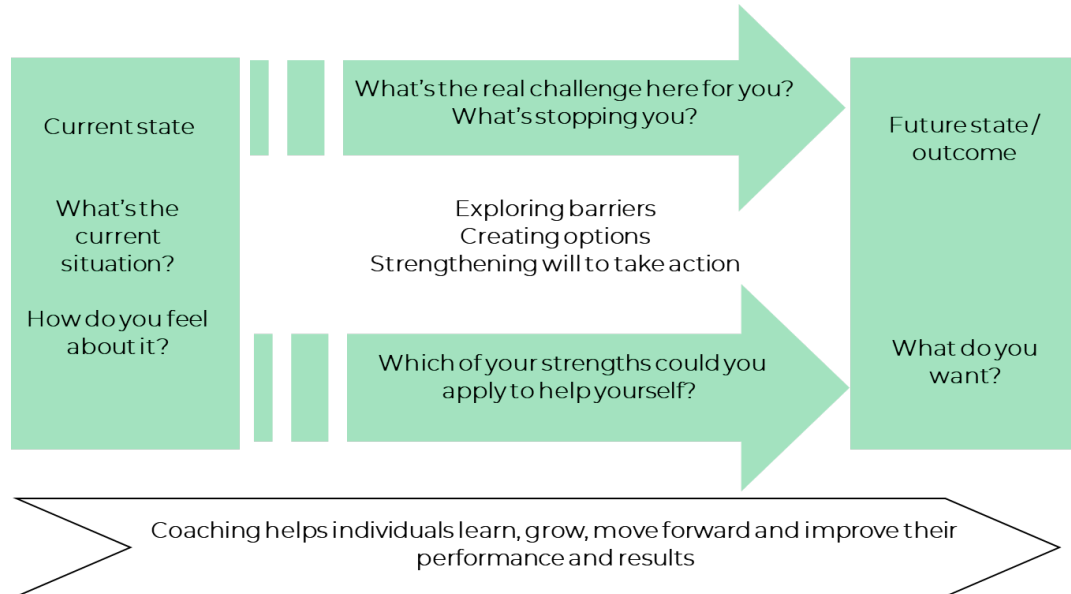 Current state
What's the
current
situation?
How do you feel
about it?
What's the real challenge here for you?
What's stopping you?
Exploring barriers
Creating options
Strengthening will to take action
Which of your strengths could you
apply to help yourself?
Future state /
outcome
What do you
want?
Coaching helps individuals learn, grow, move forward and improve their
performance and results